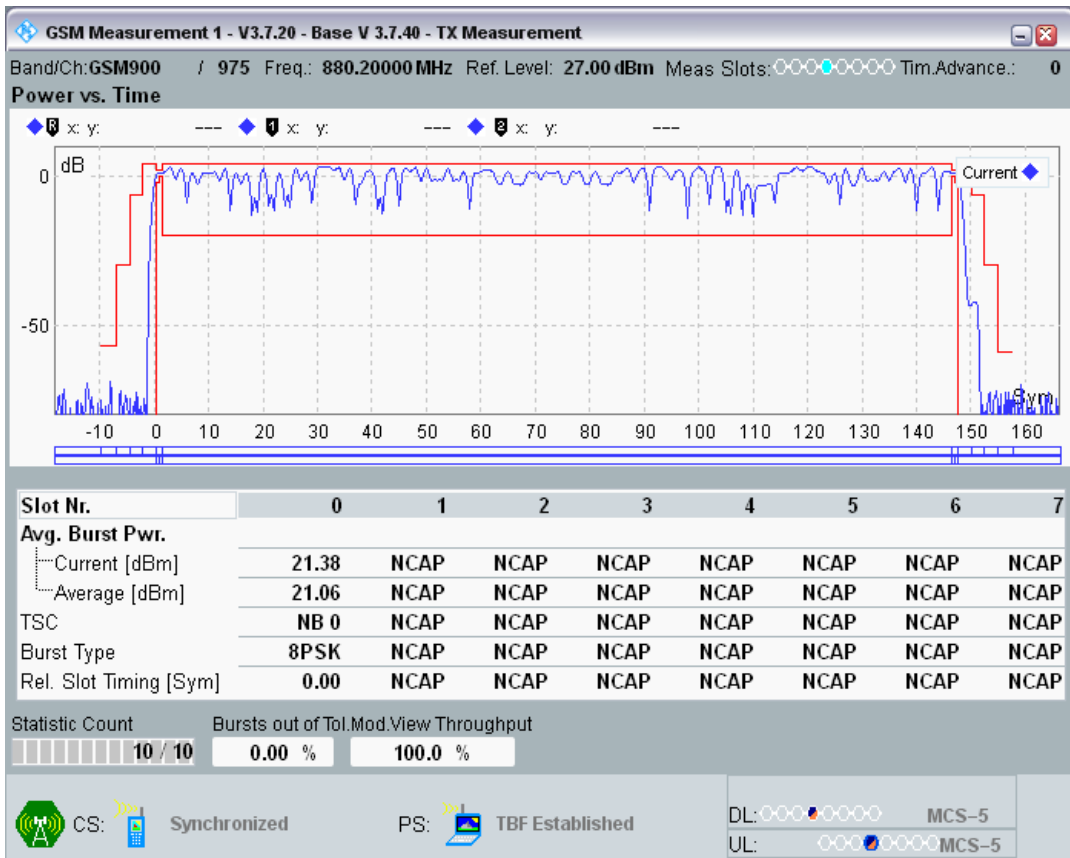 GSM Measurement 1 - V3.7.20 - Base V 3.7.40 - TX Measurement
Band/Ch:GSM900 / 975 Freq.: 880.20000 MHz Ref. Level: 27.00 dBm Meas Slots: Tim.Advance.: 0
Power vs. Time
R x: y: --- 1 x: y: --- 2 x: y: ---
dB
Current
0
-50
Sym
-10 0 10 20 30 40 50 60 70 80 90 100 110 120 130 140 150 160
Slot Nr. 0 1 2 3 4 5 6 7
Avg. Burst Pwr.
Current [dBm] 21.38 NCAP NCAP NCAP NCAP NCAP NCAP NCAP
Average [dBm] 21.06 NCAP NCAP NCAP NCAP NCAP NCAP NCAP
TSC NB 0 NCAP NCAP NCAP NCAP NCAP NCAP NCAP
Burst Type 8PSK NCAP NCAP NCAP NCAP NCAP NCAP NCAP
Rel. Slot Timing [Sym] 0.00 NCAP NCAP NCAP NCAP NCAP NCAP NCAP
Statistic Count Bursts out of Tol.Mod.View Throughput
10 / 10 0.00 % 100.0 %
CS: Synchronized PS: TBF Established DL: MCS-5
UL: MCS-5